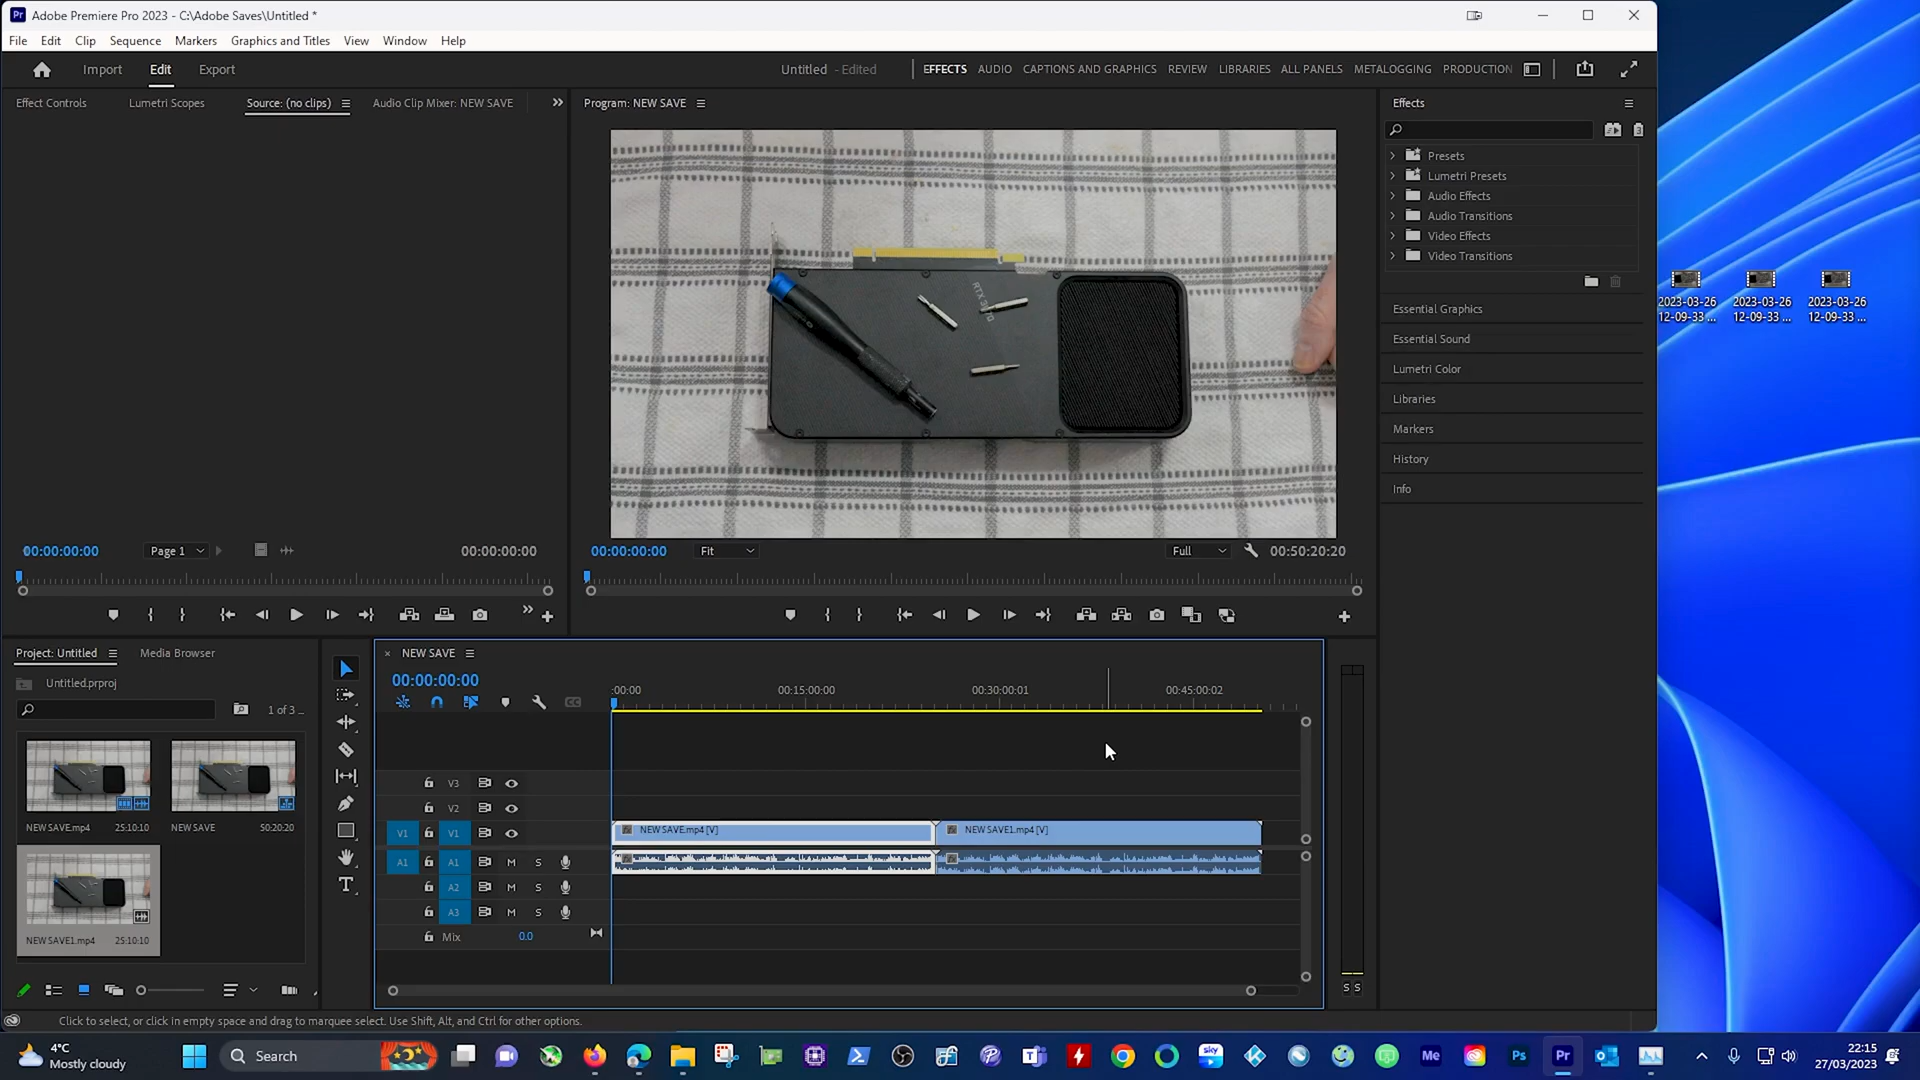 Adobe Premiere Pro 2023 - C:\Adobe Saves\Untitled *
File Edit Clip Sequence Markers Graphics and Titles View Window Help
Import Edit Export
Untitled - Edited
EFFECTS AUDIO CAPTIONS AND GRAPHICS REVIEW LIBRARIES ALL PANELS METALOGGING PRODUCTION
Effect Controls Lumetri Scopes Source: (no clips) Audio Clip Mixer: NEW SAVE
Program: NEW SAVE
Effects
Presets
Lumetri Presets
Audio Effects
Audio Transitions
Video Effects
Video Transitions
Essential Graphics
Essential Sound
Lumetri Color
Libraries
Markers
History
Info
2023-03-26 12-09-33 ...
2023-03-26 12-09-33 ...
2023-03-26 12-09-33 ...
00:00:00:00 Page 1 00:00:00:00
00:00:00:00 Fit Full 00:50:20:20
Project: Untitled Media Browser
Untitled.prproj
1 of 3 ...
NEW SAVE.mp4 25:10:10
NEW SAVE 50:20:20
NEW SAVE1.mp4 25:10:10
NEW SAVE
00:00:00:00
:00:00 00:15:00:00 00:30:00:01 00:45:00:02
V3
V2
V1 V1 NEW SAVE.mp4 [V] NEW SAVE1.mp4 [V]
A1 A1 M S
A2 M S
A3 M S
Mix 0.0
S S
Click to select, or click in empty space and drag to marquee select. Use Shift, Alt, and Ctrl for other options.
4°C
Mostly cloudy
Search
sky
Me
Ps
Pr
22:15
27/03/2023